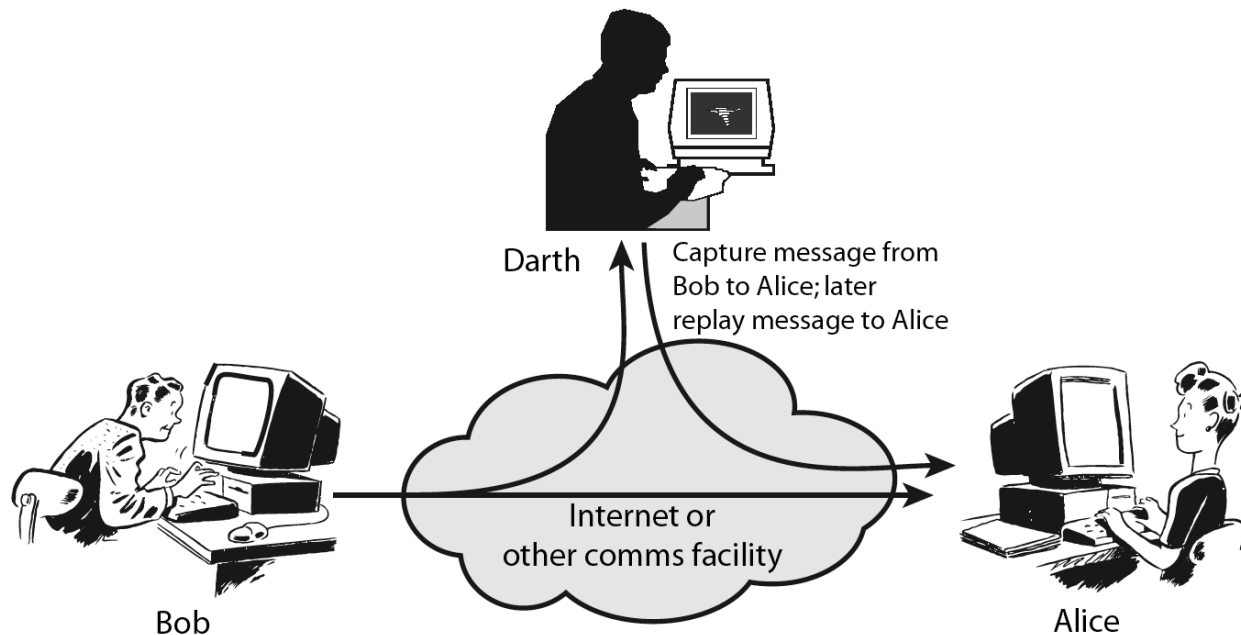 Darth
Capture message from
Bob to Alice; later
replay message to Alice
Internet or
other comms facility
Bob
Alice